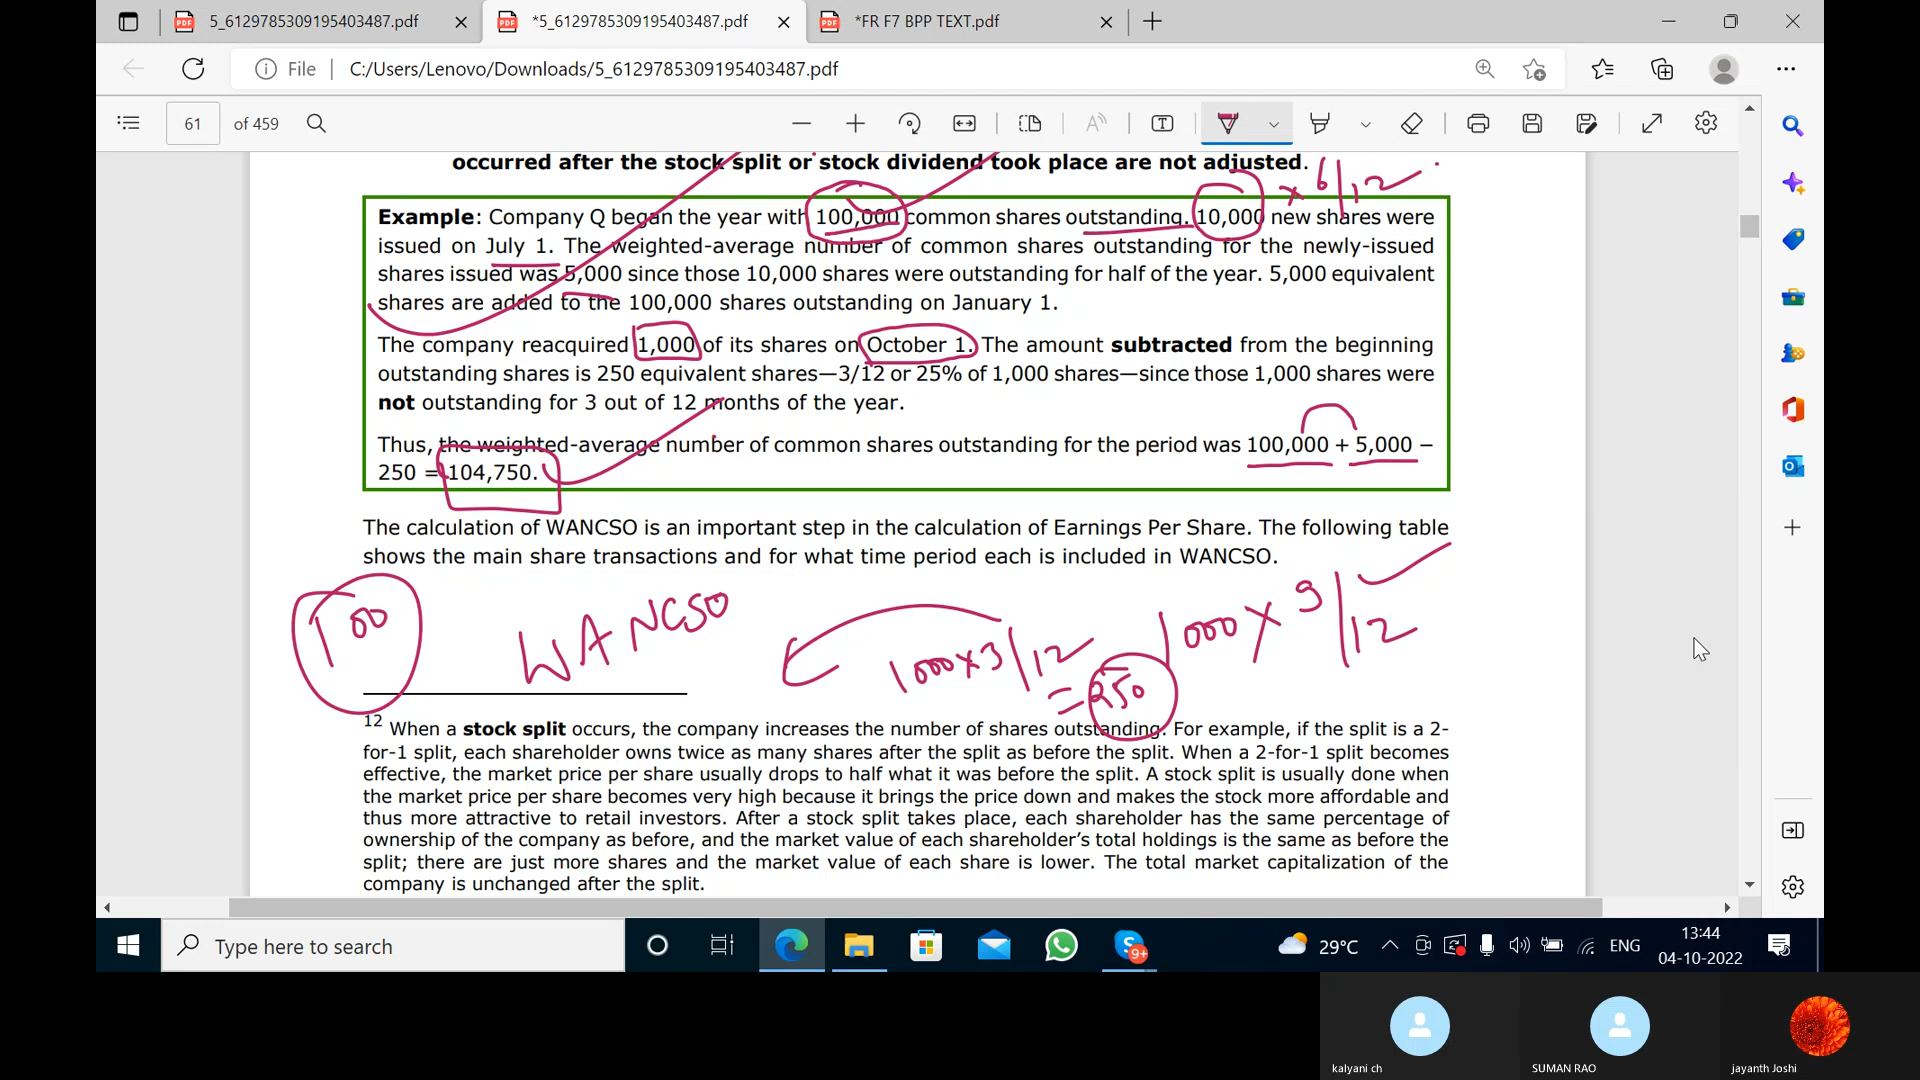 5_6129785309195403487.pdf
*5_6129785309195403487.pdf
*FR F7 BPP TEXT.pdf
File
C:/Users/Lenovo/Downloads/5_6129785309195403487.pdf
61 of 459
occurred after the stock split or stock dividend took place are not adjusted.
x 6/12
Example: Company Q began the year with 100,000 common shares outstanding. 10,000 new shares were
issued on July 1. The weighted-average number of common shares outstanding for the newly-issued
shares issued was 5,000 since those 10,000 shares were outstanding for half of the year. 5,000 equivalent
shares are added to the 100,000 shares outstanding on January 1.
The company reacquired 1,000 of its shares on October 1. The amount subtracted from the beginning
outstanding shares is 250 equivalent shares—3/12 or 25% of 1,000 shares—since those 1,000 shares were
not outstanding for 3 out of 12 months of the year.
Thus, the weighted-average number of common shares outstanding for the period was 100,000 + 5,000 −
250 = 104,750.
The calculation of WANCSO is an important step in the calculation of Earnings Per Share. The following table
shows the main share transactions and for what time period each is included in WANCSO.
100
WANCSO
1000x3/12
=250
1000x9/12
12 When a stock split occurs, the company increases the number of shares outstanding. For example, if the split is a 2-
for-1 split, each shareholder owns twice as many shares after the split as before the split. When a 2-for-1 split becomes
effective, the market price per share usually drops to half what it was before the split. A stock split is usually done when
the market price per share becomes very high because it brings the price down and makes the stock more affordable and
thus more attractive to retail investors. After a stock split takes place, each shareholder has the same percentage of
ownership of the company as before, and the market value of each shareholder's total holdings is the same as before the
split; there are just more shares and the market value of each share is lower. The total market capitalization of the
company is unchanged after the split.
Type here to search
9+
29°C
ENG
13:44
04-10-2022
kalyani ch
SUMAN RAO
jayanth Joshi